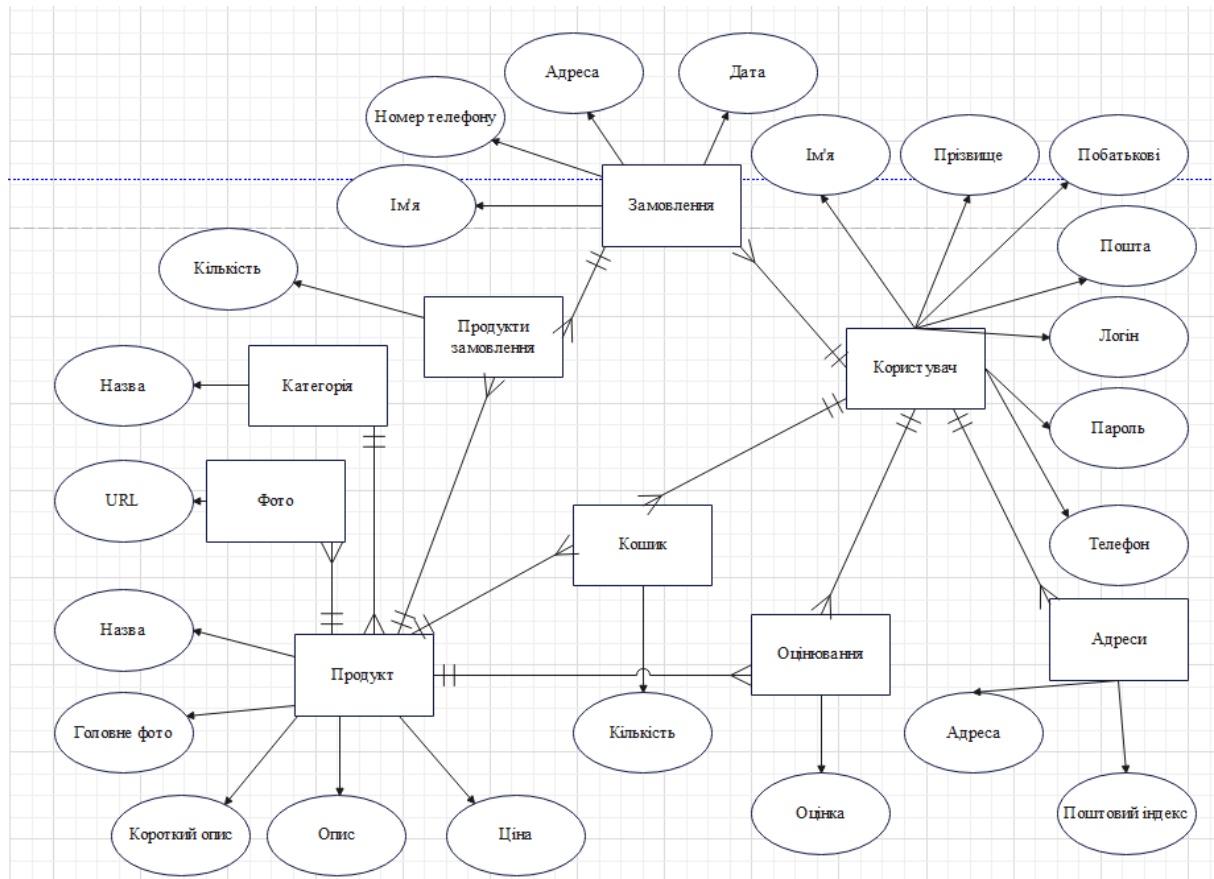 Адреса
Дата
Номер телефону
Ім'я
Прізвище
Побатькові
Ім'я
Замовлення
Пошта
Кількість
Продукти
замовлення
Логін
Користувач
Назва
Категорія
Пароль
URL
Фото
Кошик
Телефон
Назва
Адреси
Оцінювання
Продукт
Головне фото
Кількість
Адреса
Оцінка
Поштовий індекс
Короткий опис
Опис
Ціна